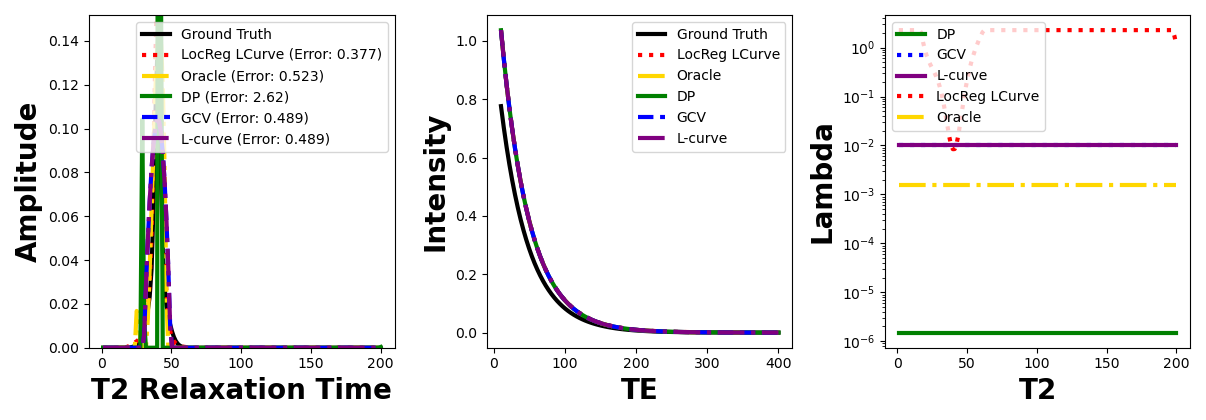 Amplitude
0.14
0.12
0.10
0.08
0.06
0.04
0.02
0.00
Ground Truth
LocReg LCurve (Error: 0.377)
Oracle (Error: 0.523)
DP (Error: 2.62)
GCV (Error: 0.489)
L-curve (Error: 0.489)
0 50 100 150 200
T2 Relaxation Time
Intensity
1.0
0.8
0.6
0.4
0.2
0.0
Ground Truth
LocReg LCurve
Oracle
DP
GCV
L-curve
0 100 200 300 400
TE
Lambda
10⁰
10⁻¹
10⁻²
10⁻³
10⁻⁴
10⁻⁵
10⁻⁶
DP
GCV
L-curve
LocReg LCurve
Oracle
0 50 100 150 200
T2